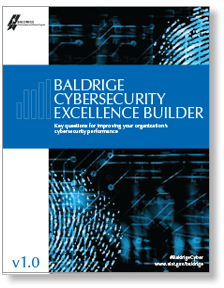 BALDRIGE
BALDRIGE
CYBERSECURITY
EXCELLENCE BUILDER
Key questions for improving your organization's
cybersecurity performance
v1.0
#BaldrigeCyber
www.nist.gov/baldrige